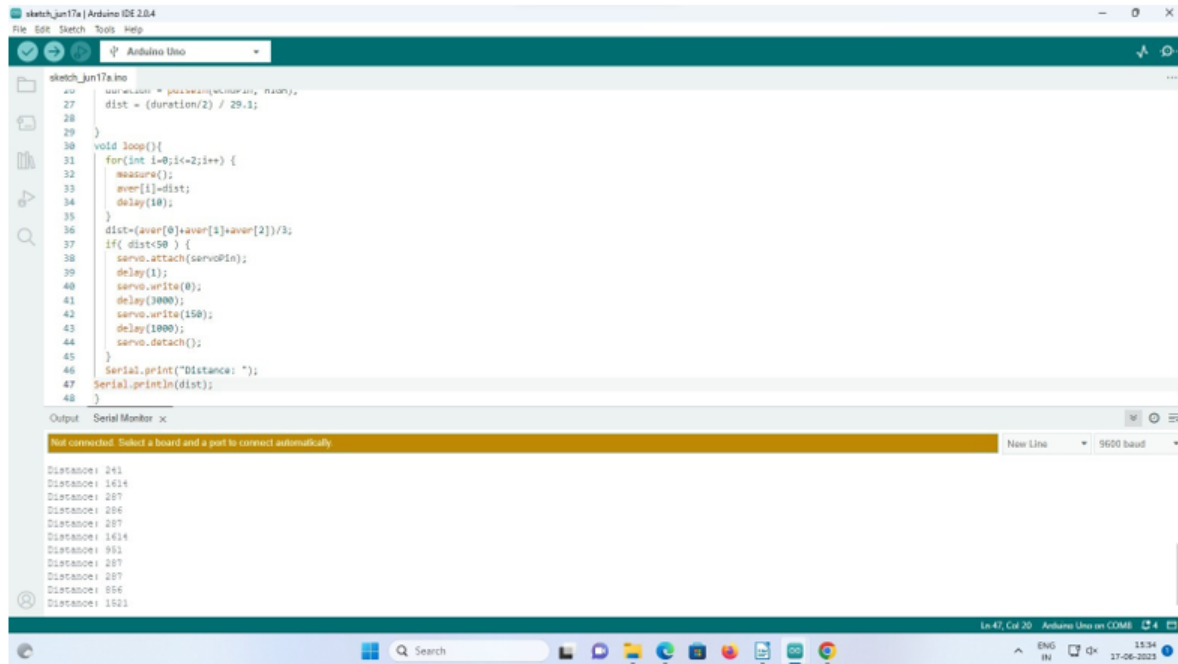 sketch_jun17a | Arduino IDE 2.0.4
File Edit Sketch Tools Help
Arduino Uno
sketch_jun17a.ino
26 duration = pulseIn(echoPin, HIGH);
27 dist = (duration/2) / 29.1;
28
29 }
30 void loop(){
31 for(int i=0;i<=2;i++) {
32 measure();
33 aver[i]=dist;
34 delay(10);
35 }
36 dist=(aver[0]+aver[1]+aver[2])/3;
37 if( dist<50 ) {
38 servo.attach(servoPin);
39 delay(1);
40 servo.write(0);
41 delay(3000);
42 servo.write(150);
43 delay(1000);
44 servo.detach();
45 }
46 Serial.print("Distance: ");
47 Serial.println(dist);
48 }
Output Serial Monitor x
Not connected. Select a board and a port to connect automatically.
New Line 9600 baud
Distance: 241
Distance: 1614
Distance: 287
Distance: 286
Distance: 287
Distance: 1614
Distance: 951
Distance: 287
Distance: 287
Distance: 856
Distance: 1521
Ln 47, Col 20 Arduino Uno on COM8 4
Search
ENG
IN
15:34
17-06-2023